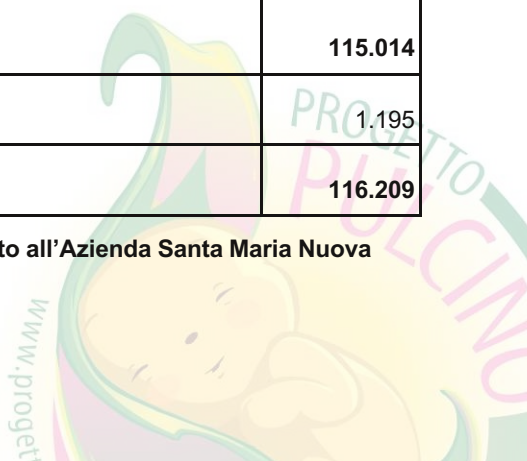 115.014
PROGETTO
1.195
PULCINO
116.209
to all'Azienda Santa Maria Nuova
www.proget